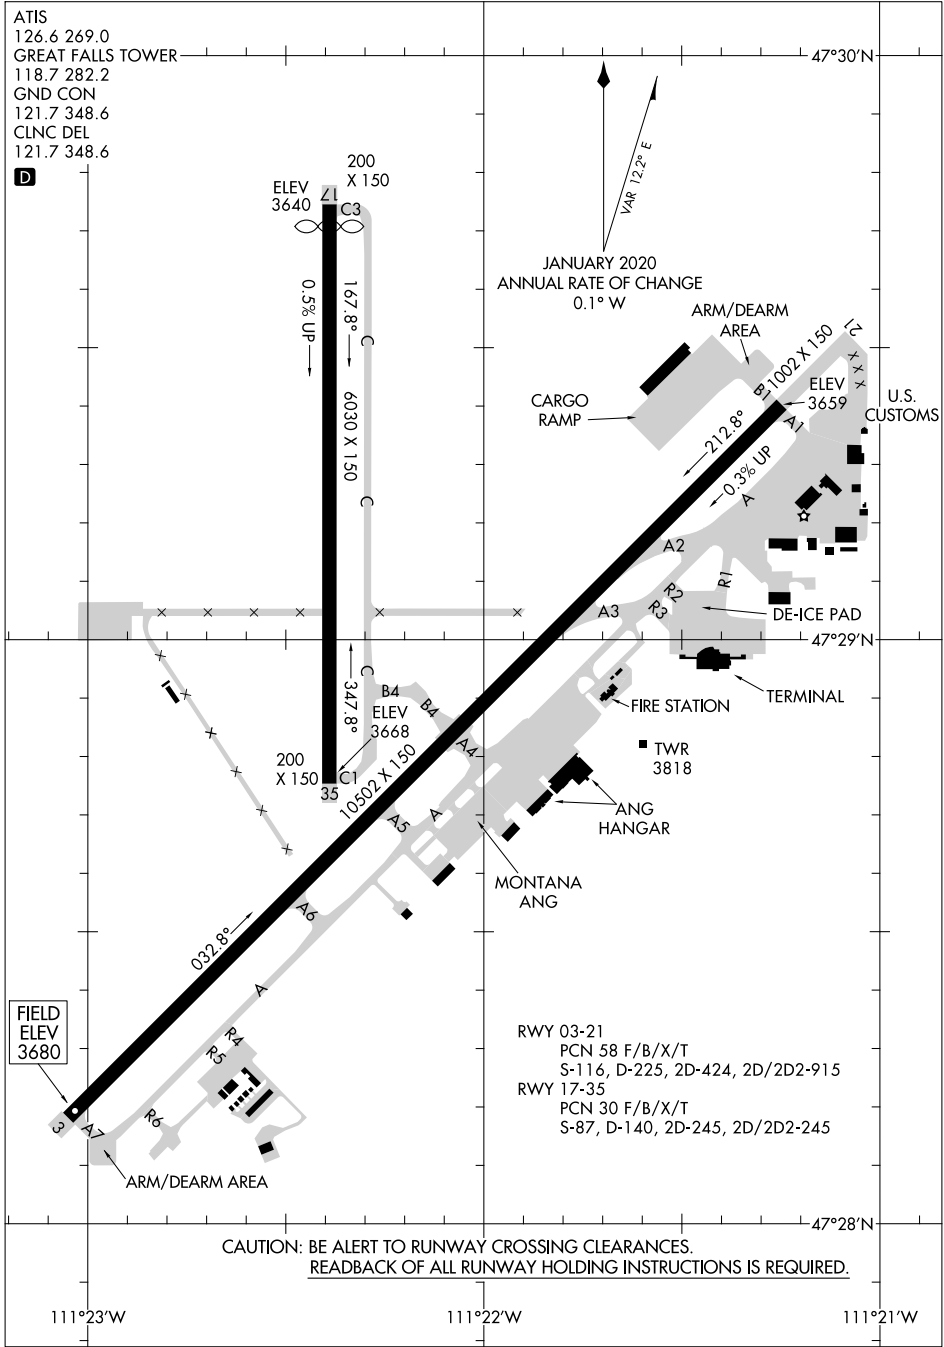 ATIS
126.6 269.0
GREAT FALLS TOWER
118.7 282.2
GND CON
121.7 348.6
CLNC DEL
121.7 348.6
D
47°30'N
VAR 12.2° E
JANUARY 2020
ANNUAL RATE OF CHANGE
0.1° W
200
X 150
ELEV
3640
17
C3
0.5% UP
167.8°
C
6030 X 150
C
ARM/DEARM
AREA
CARGO
RAMP
B1
1002 X 150
21
X X X
ELEV
3659
U.S.
CUSTOMS
A1
212.8°
0.3% UP
A
A2
R1
R2
R3
A3
DE-ICE PAD
X X X X X X
47°29'N
TERMINAL
FIRE STATION
TWR
3818
C
347.8°
B4
B4
ELEV
3668
200
X 150
C1
35
10502 X 150
A4
A5
A
ANG
HANGAR
MONTANA
ANG
X X X X X X
A6
032.8°
A
FIELD
ELEV
3680
R4
R5
R6
3
A7
ARM/DEARM AREA
RWY 03-21
PCN 58 F/B/X/T
S-116, D-225, 2D-424, 2D/2D2-915
RWY 17-35
PCN 30 F/B/X/T
S-87, D-140, 2D-245, 2D/2D2-245
47°28'N
CAUTION: BE ALERT TO RUNWAY CROSSING CLEARANCES.
READBACK OF ALL RUNWAY HOLDING INSTRUCTIONS IS REQUIRED.
111°23'W
111°22'W
111°21'W